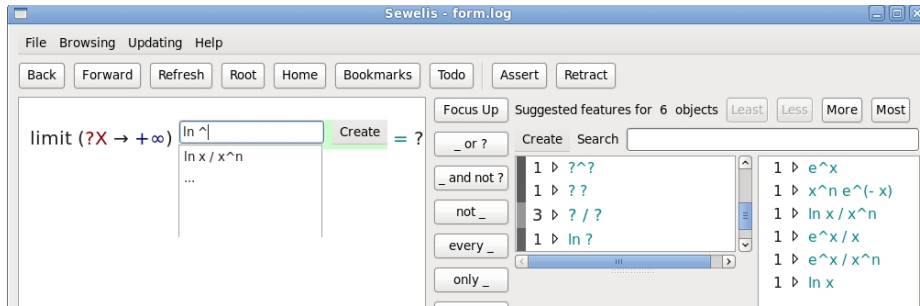 Sewelis - form.log
File Browsing Updating Help
Back Forward Refresh Root Home Bookmarks Todo Assert Retract
limit (?X → +∞) ln ^ Create = ?
ln x / x^n
...
Focus Up
_ or ?
_ and not ?
not _
every _
only _
Suggested features for 6 objects Least Less More Most
Create Search
1 ▷ ?^?
1 ▷ ? ?
3 ▷ ? / ?
1 ▷ ln ?
1 ▷ e^x
1 ▷ x^n e^(- x)
1 ▷ ln x / x^n
1 ▷ e^x / x
1 ▷ e^x / x^n
1 ▷ ln x